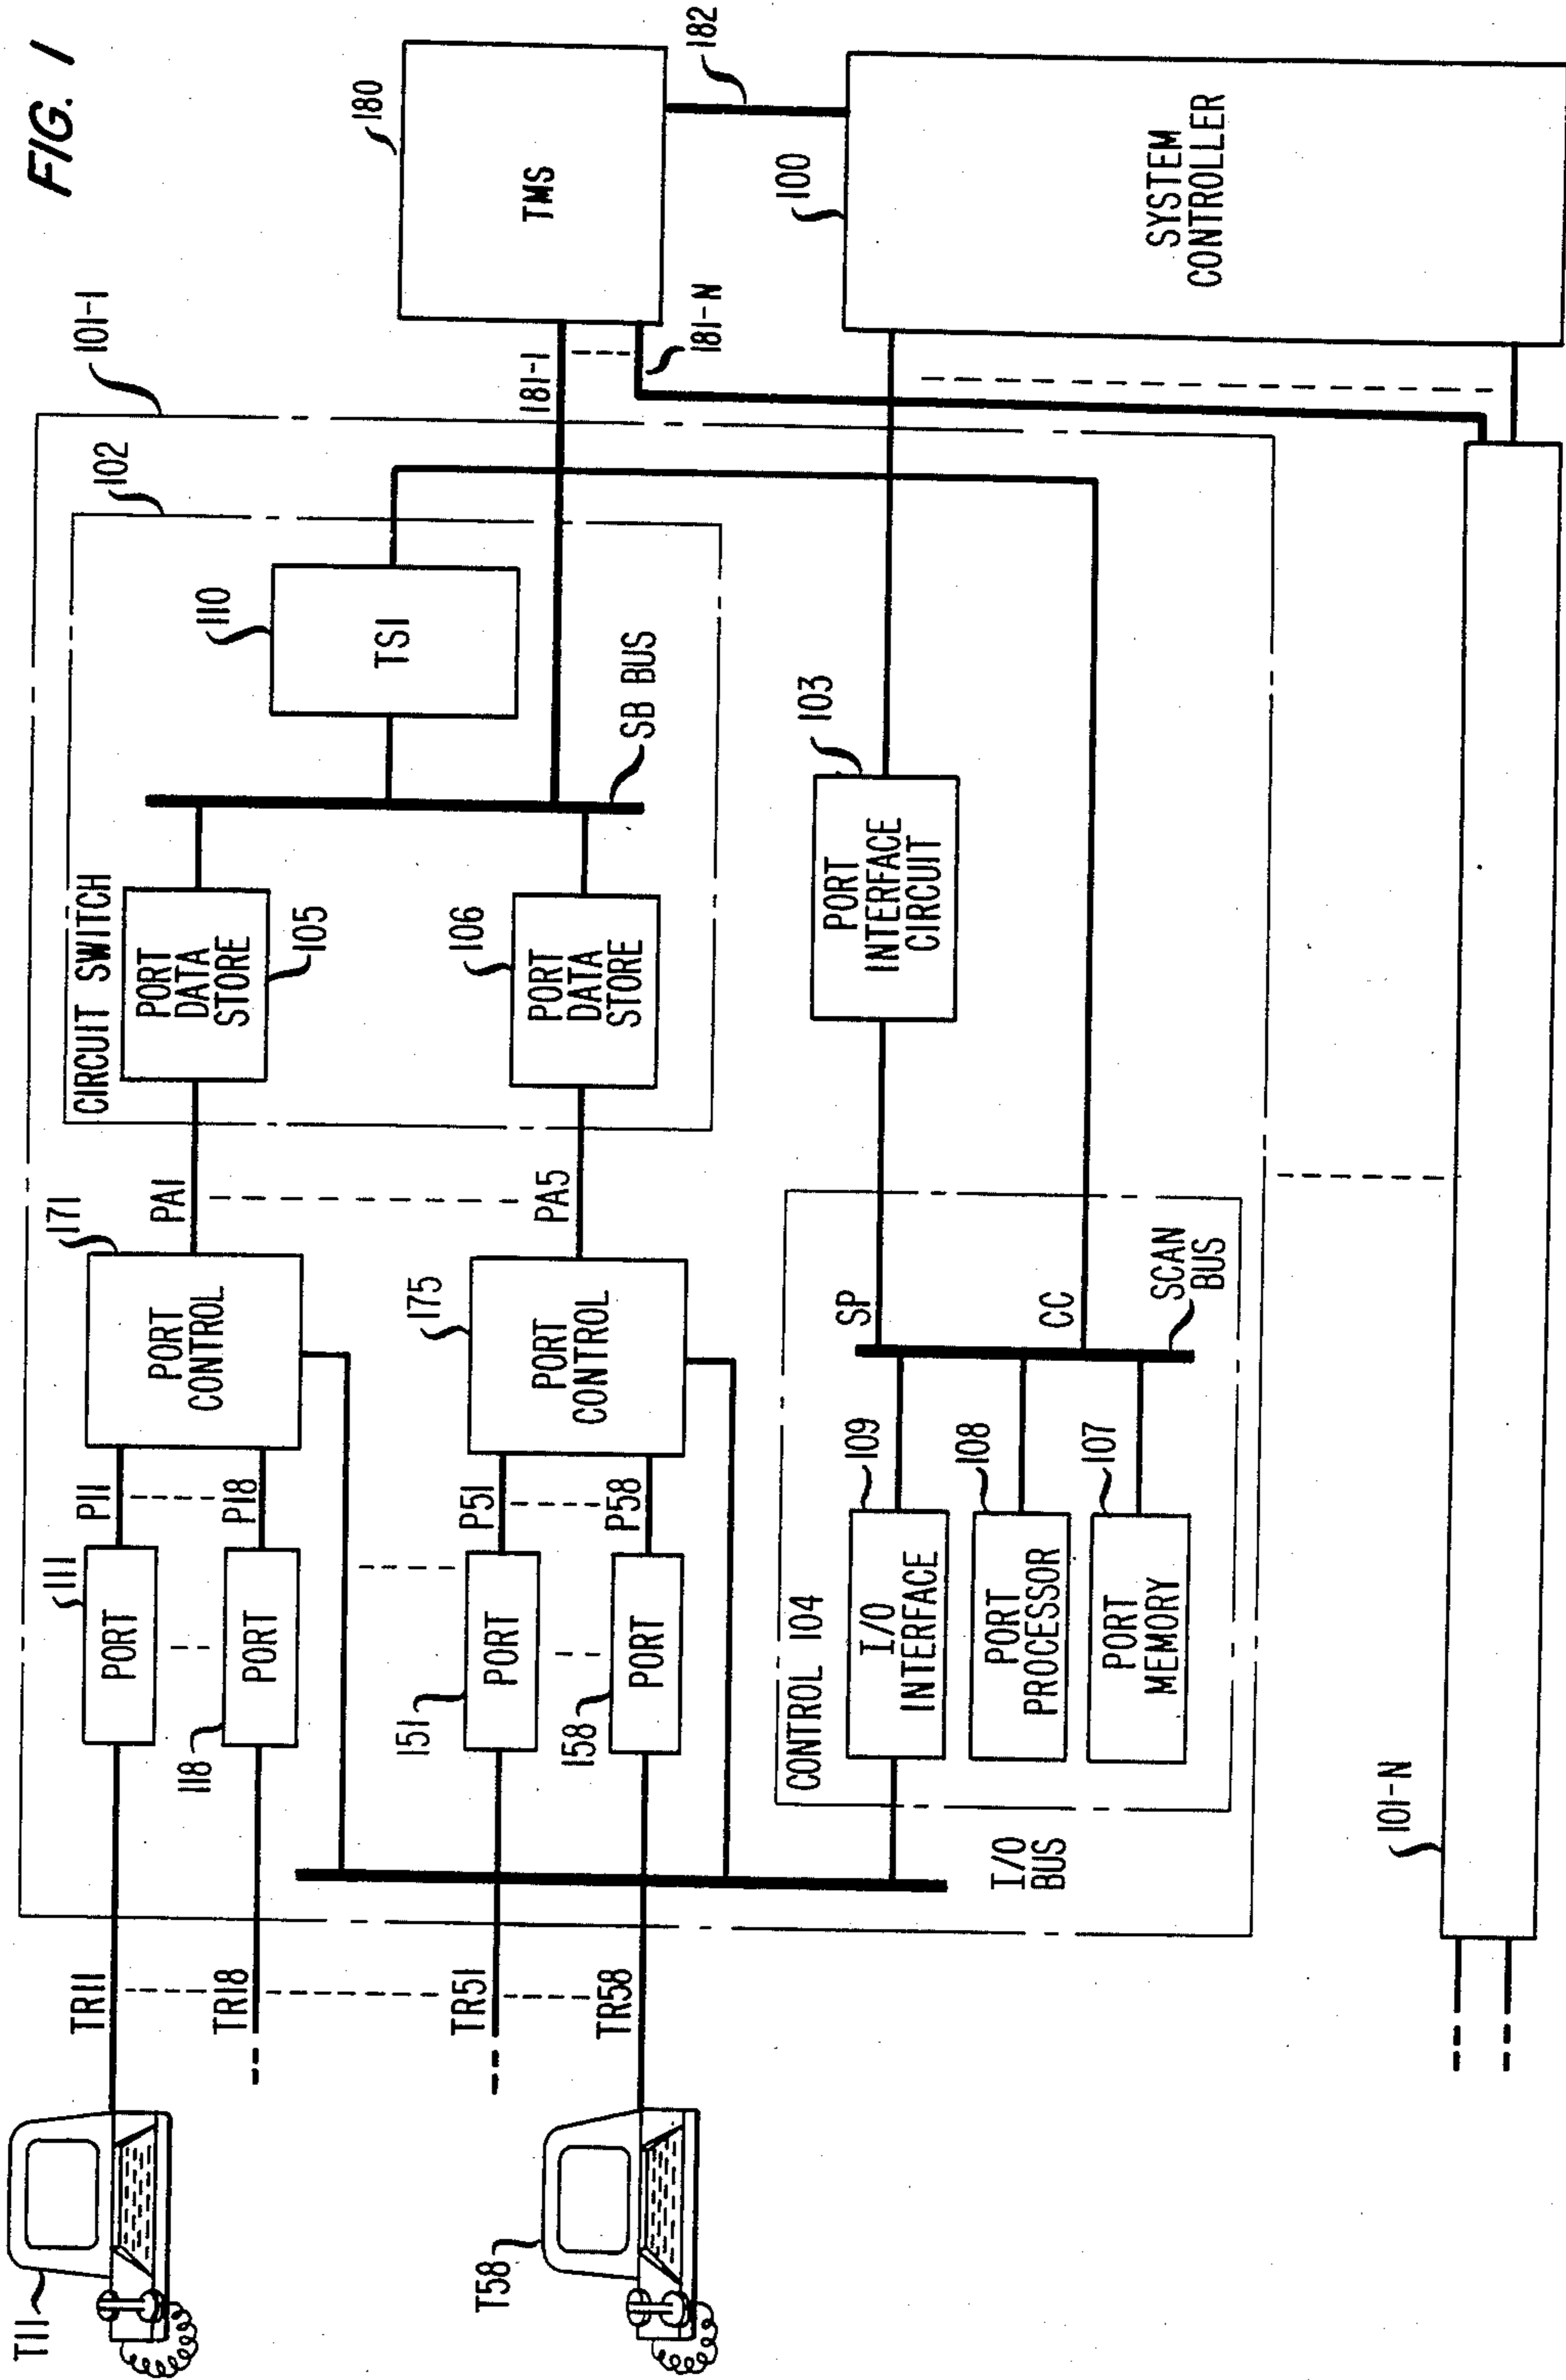 FIG. 1
T11
TR11
TR18
TR51
TR58
T58
101-1
111
PORT
118
PORT
P11
P18
171
PORT
CONTROL
PA1
151
PORT
158
PORT
P51
P58
175
PORT
CONTROL
PA5
102
CIRCUIT SWITCH
PORT
DATA
STORE
105
106
PORT
DATA
STORE
110
TSI
SB BUS
181-1
181-N
180
TMS
182
100
SYSTEM
CONTROLLER
103
PORT
INTERFACE
CIRCUIT
I/O
BUS
CONTROL 104
109
I/O
INTERFACE
108
PORT
PROCESSOR
107
PORT
MEMORY
SP
CC
SCAN
BUS
101-N